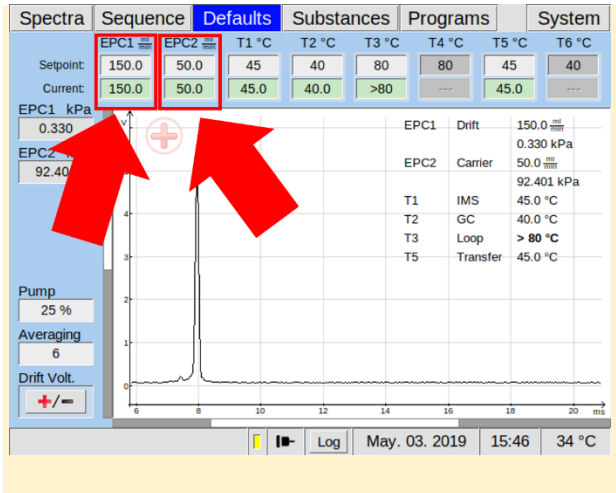 Spectra Sequence Defaults Substances Programs System
EPC1 ml/min EPC2 ml/min T1 °C T2 °C T3 °C T4 °C T5 °C T6 °C
Setpoint: 150.0 50.0 45 40 80 80 45 40
Current: 150.0 50.0 45.0 40.0 >80 --- 45.0 ---
EPC1 kPa
0.330
EPC2
92.40
V
EPC1 Drift 150.0 ml/min
0.330 kPa
EPC2 Carrier 50.0 ml/min
92.401 kPa
T1 IMS 45.0 °C
T2 GC 40.0 °C
T3 Loop > 80 °C
T5 Transfer 45.0 °C
4
3
2
1
0
Pump
25 %
Averaging
6
Drift Volt.
+/-
6 8 10 12 14 16 18 20 ms
Log May. 03. 2019 15:46 34 °C